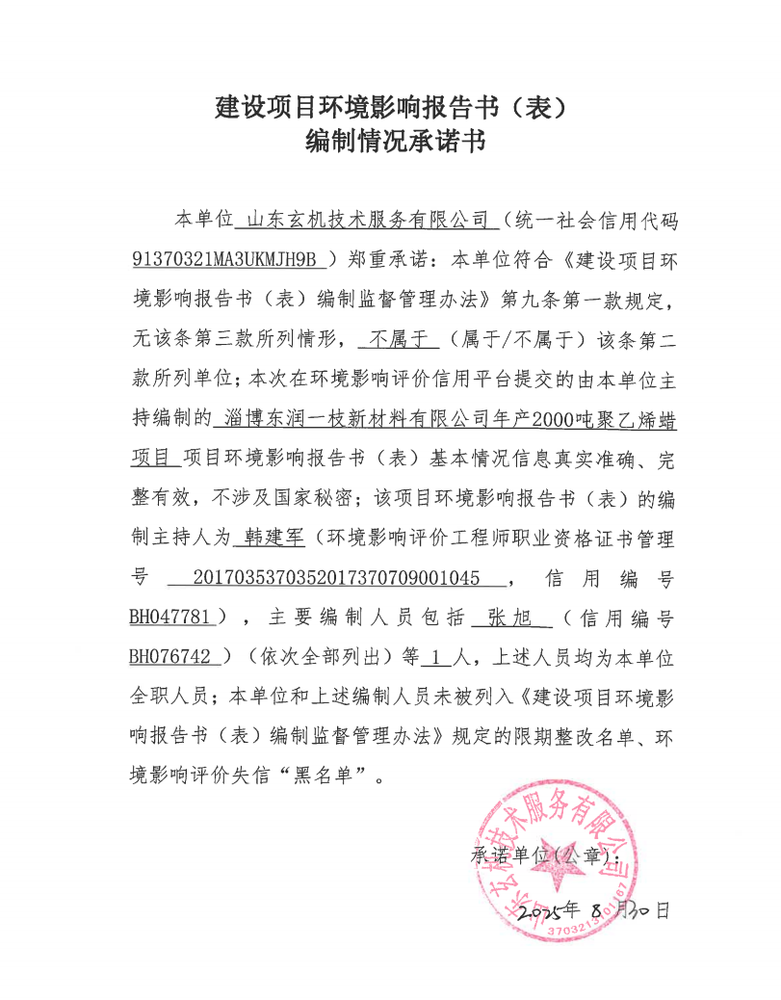 建设项目环境影响报告书（表）
编制情况承诺书
本单位 山东玄机技术服务有限公司（统一社会信用代码
91370321MA3UKMJH9B ）郑重承诺：本单位符合《建设项目环
境影响报告书（表）编制监督管理办法》第九条第一款规定，
无该条第三款所列情形， 不属于 （属于/不属于）该条第二
款所列单位；本次在环境影响评价信用平台提交的由本单位主
持编制的 淄博东润一枝新材料有限公司年产2000吨聚乙烯蜡
项目 项目环境影响报告书（表）基本情况信息真实准确、完
整有效，不涉及国家秘密；该项目环境影响报告书（表）的编
制主持人为 韩建军（环境影响评价工程师职业资格证书管理
号 2017035370352017370709001045 ，信用编号
BH047781），主要编制人员包括 张旭 （信用编号
BH076742 ）（依次全部列出）等 1 人，上述人员均为本单位
全职人员；本单位和上述编制人员未被列入《建设项目环境影
响报告书（表）编制监督管理办法》规定的限期整改名单、环
境影响评价失信“黑名单”。
山东玄机技术服务有限公司
承诺单位(公章)：
2025年 8 月30日
3703213101167